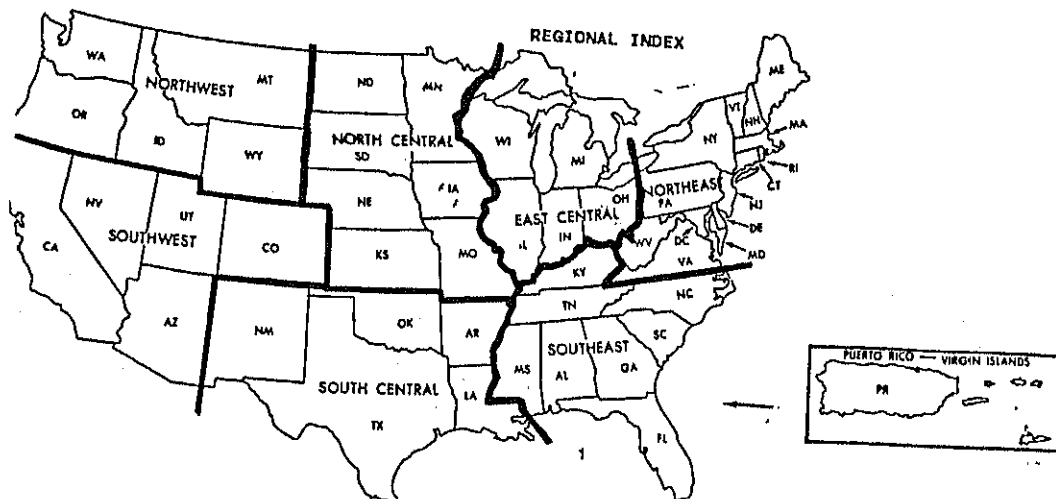 REGIONAL INDEX
WA
MT
ND
MN
ME
NORTHWEST
VT
NH
OR
ID
WY
NORTH CENTRAL
SD
WI
MI
NY
MA
RI
CT
NORTHEAST
PA
NJ
DE
MD
NV
UT
SOUTHWEST
CO
NE
IA
EAST CENTRAL
OH
IL
IN
WV
DC
VA
CA
KS
MO
KY
AZ
NM
OK
AR
TN
NC
SC
SOUTHEAST
MS
AL
GA
SOUTH CENTRAL
LA
TX
FL
PUERTO RICO — VIRGIN ISLANDS
PR
1